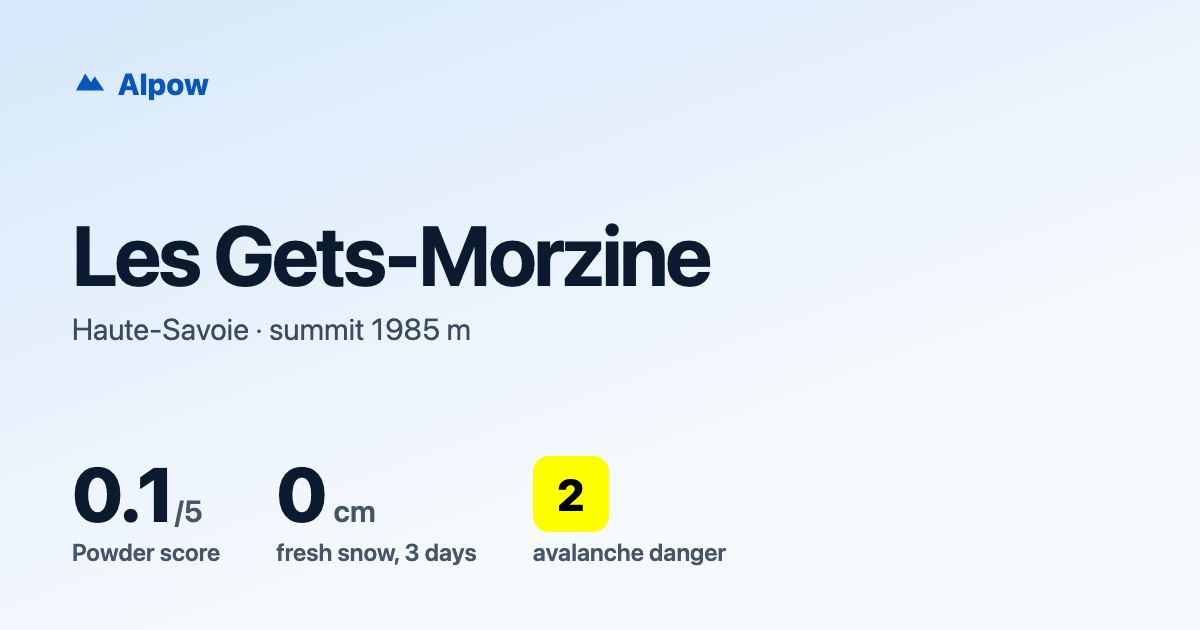 Alpow
Les Gets-Morzine
Haute-Savoie · summit 1985 m
0.1/5
Powder score
0 cm
fresh snow, 3 days
2
avalanche danger